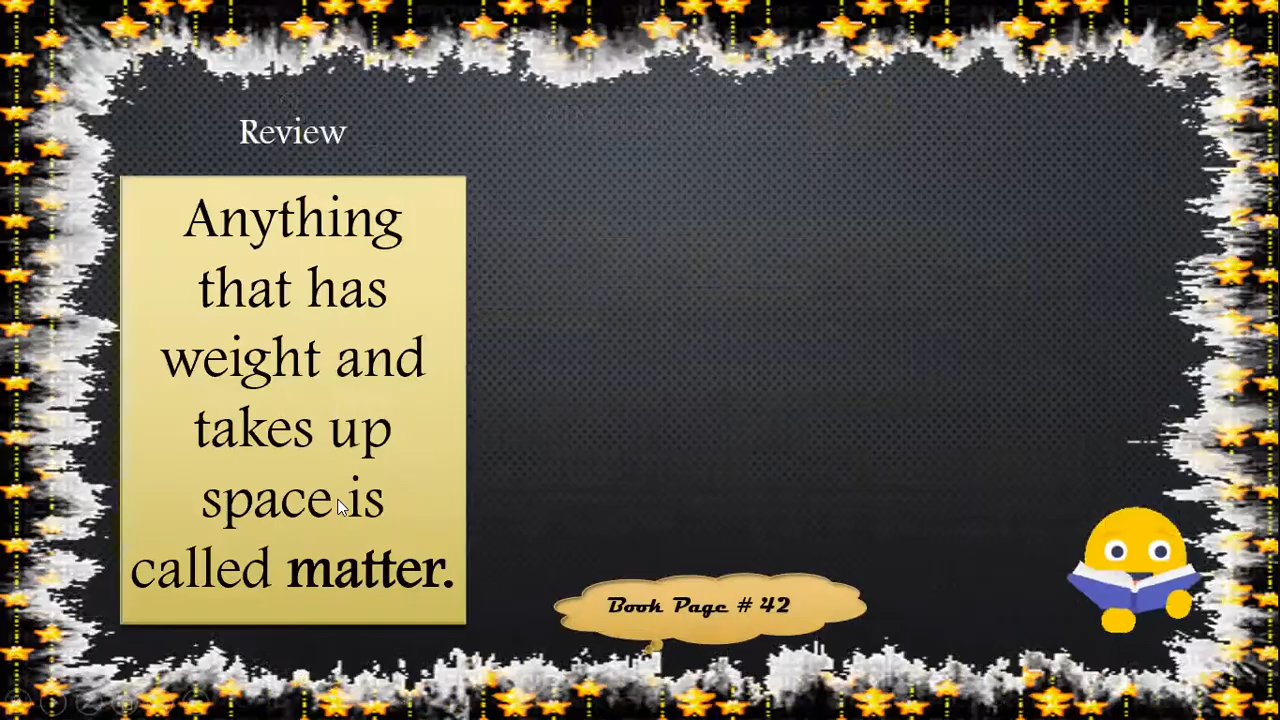 Review
Anything
that has
weight and
takes up
space is
called matter.
Book Page # 42